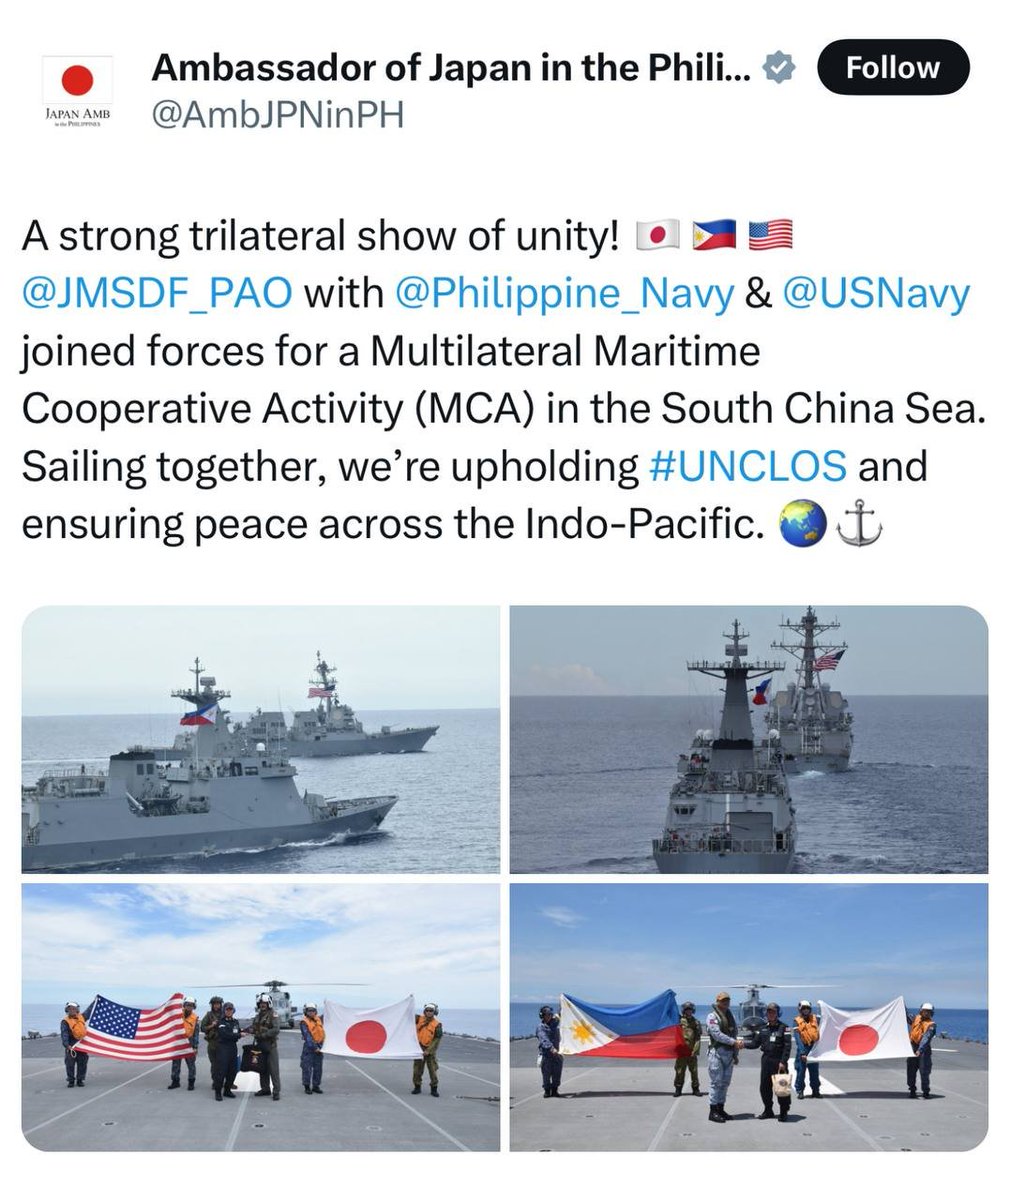 Ambassador of Japan in the Phili...
Follow
@AmbJPNinPH
JAPAN AMB
in the PHILIPPINES
A strong trilateral show of unity! 🇯🇵 🇵🇭 🇺🇸
@JMSDF_PAO with @Philippine_Navy & @USNavy
joined forces for a Multilateral Maritime
Cooperative Activity (MCA) in the South China Sea.
Sailing together, we’re upholding #UNCLOS and
ensuring peace across the Indo-Pacific. 🌏⚓